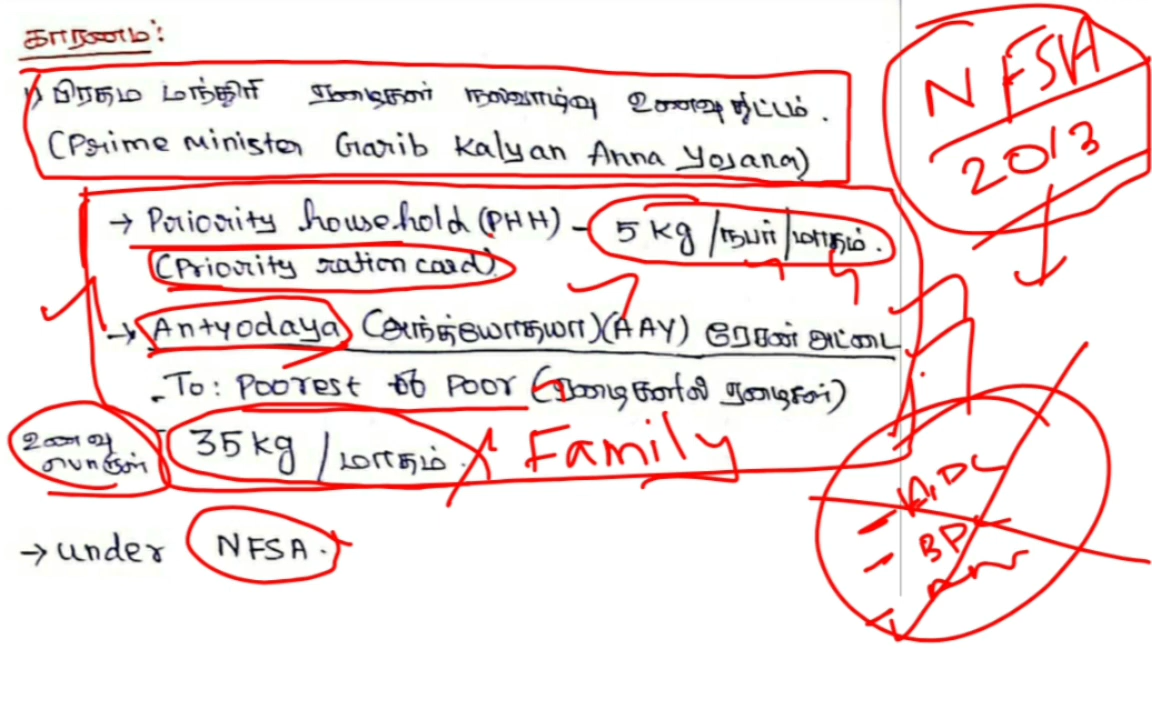 காரணம்:
1) பிரதம மந்திரி ஏழைகள் நல்வாழ்வு உணவு திட்டம்.
(Prime Minister Garib Kalyan Anna Yojana)
→ Priority household (PHH) - 5 kg /நபர்/மாதம்.
(Priority ration card)
→ Antyodaya (அந்த்யோதயா) (AAY) ரேசன் அட்டை
To: Poorest of Poor (ஏழைகளில் ஏழைகள்)
உணவு பொருள்
35 kg / மாதம். / Family
→ under NFSA.
NFSA
2013